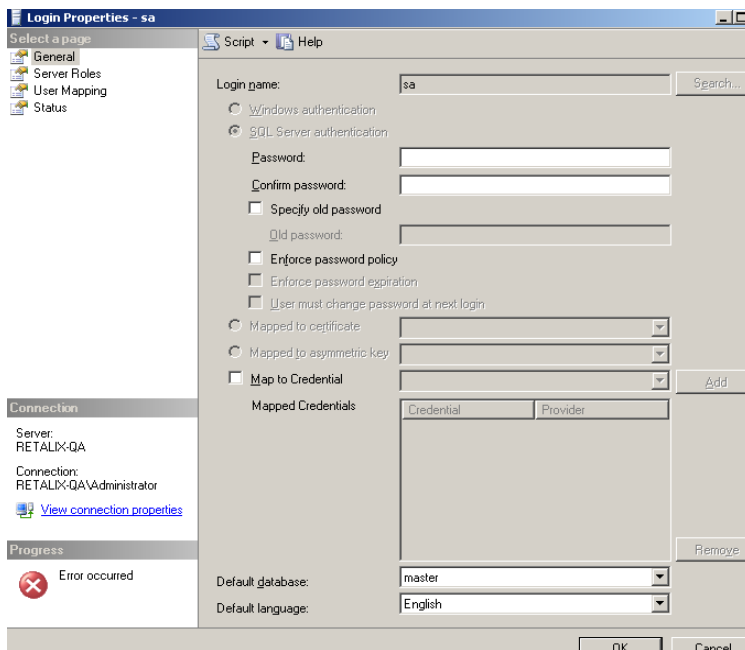 Login Properties - sa
Select a page
General
Server Roles
User Mapping
Status
Script Help
Login name: sa Search...
Windows authentication
SQL Server authentication
Password:
Confirm password:
Specify old password
Old password:
Enforce password policy
Enforce password expiration
User must change password at next login
Mapped to certificate
Mapped to asymmetric key
Map to Credential Add
Mapped Credentials Credential Provider
Remove
Default database: master
Default language: English
Connection
Server:
RETALIX-QA
Connection:
RETALIX-QA\Administrator
View connection properties
Progress
Error occurred
OK Cancel